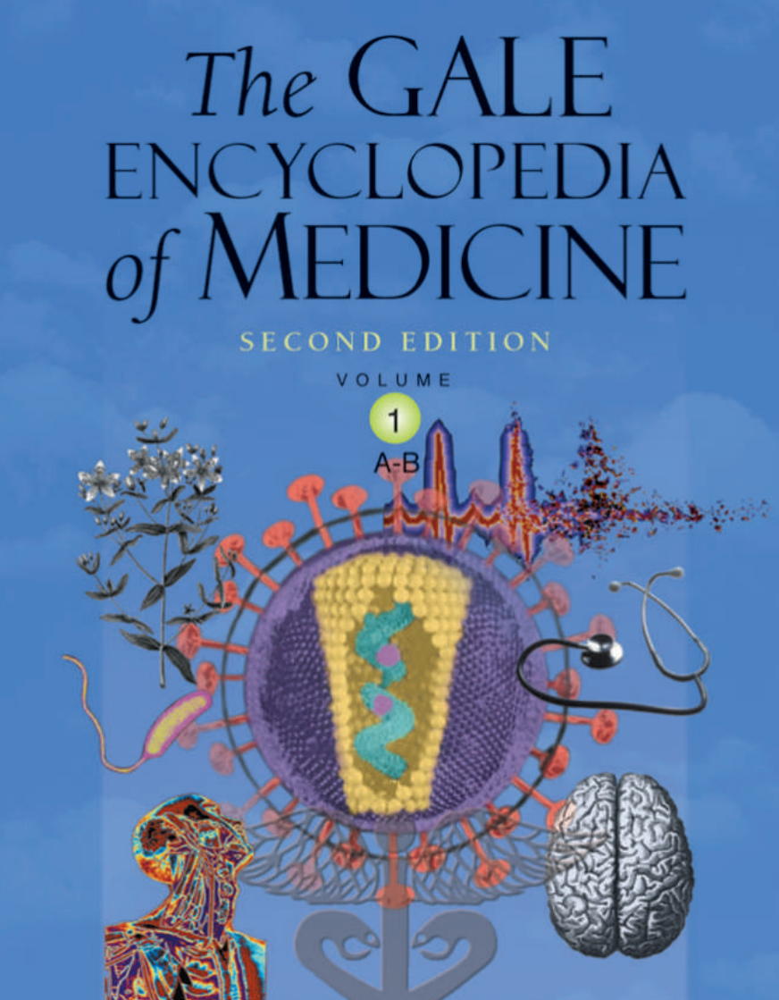 The GALE
ENCYCLOPEDIA
of MEDICINE
SECOND EDITION
VOLUME
1
A-B